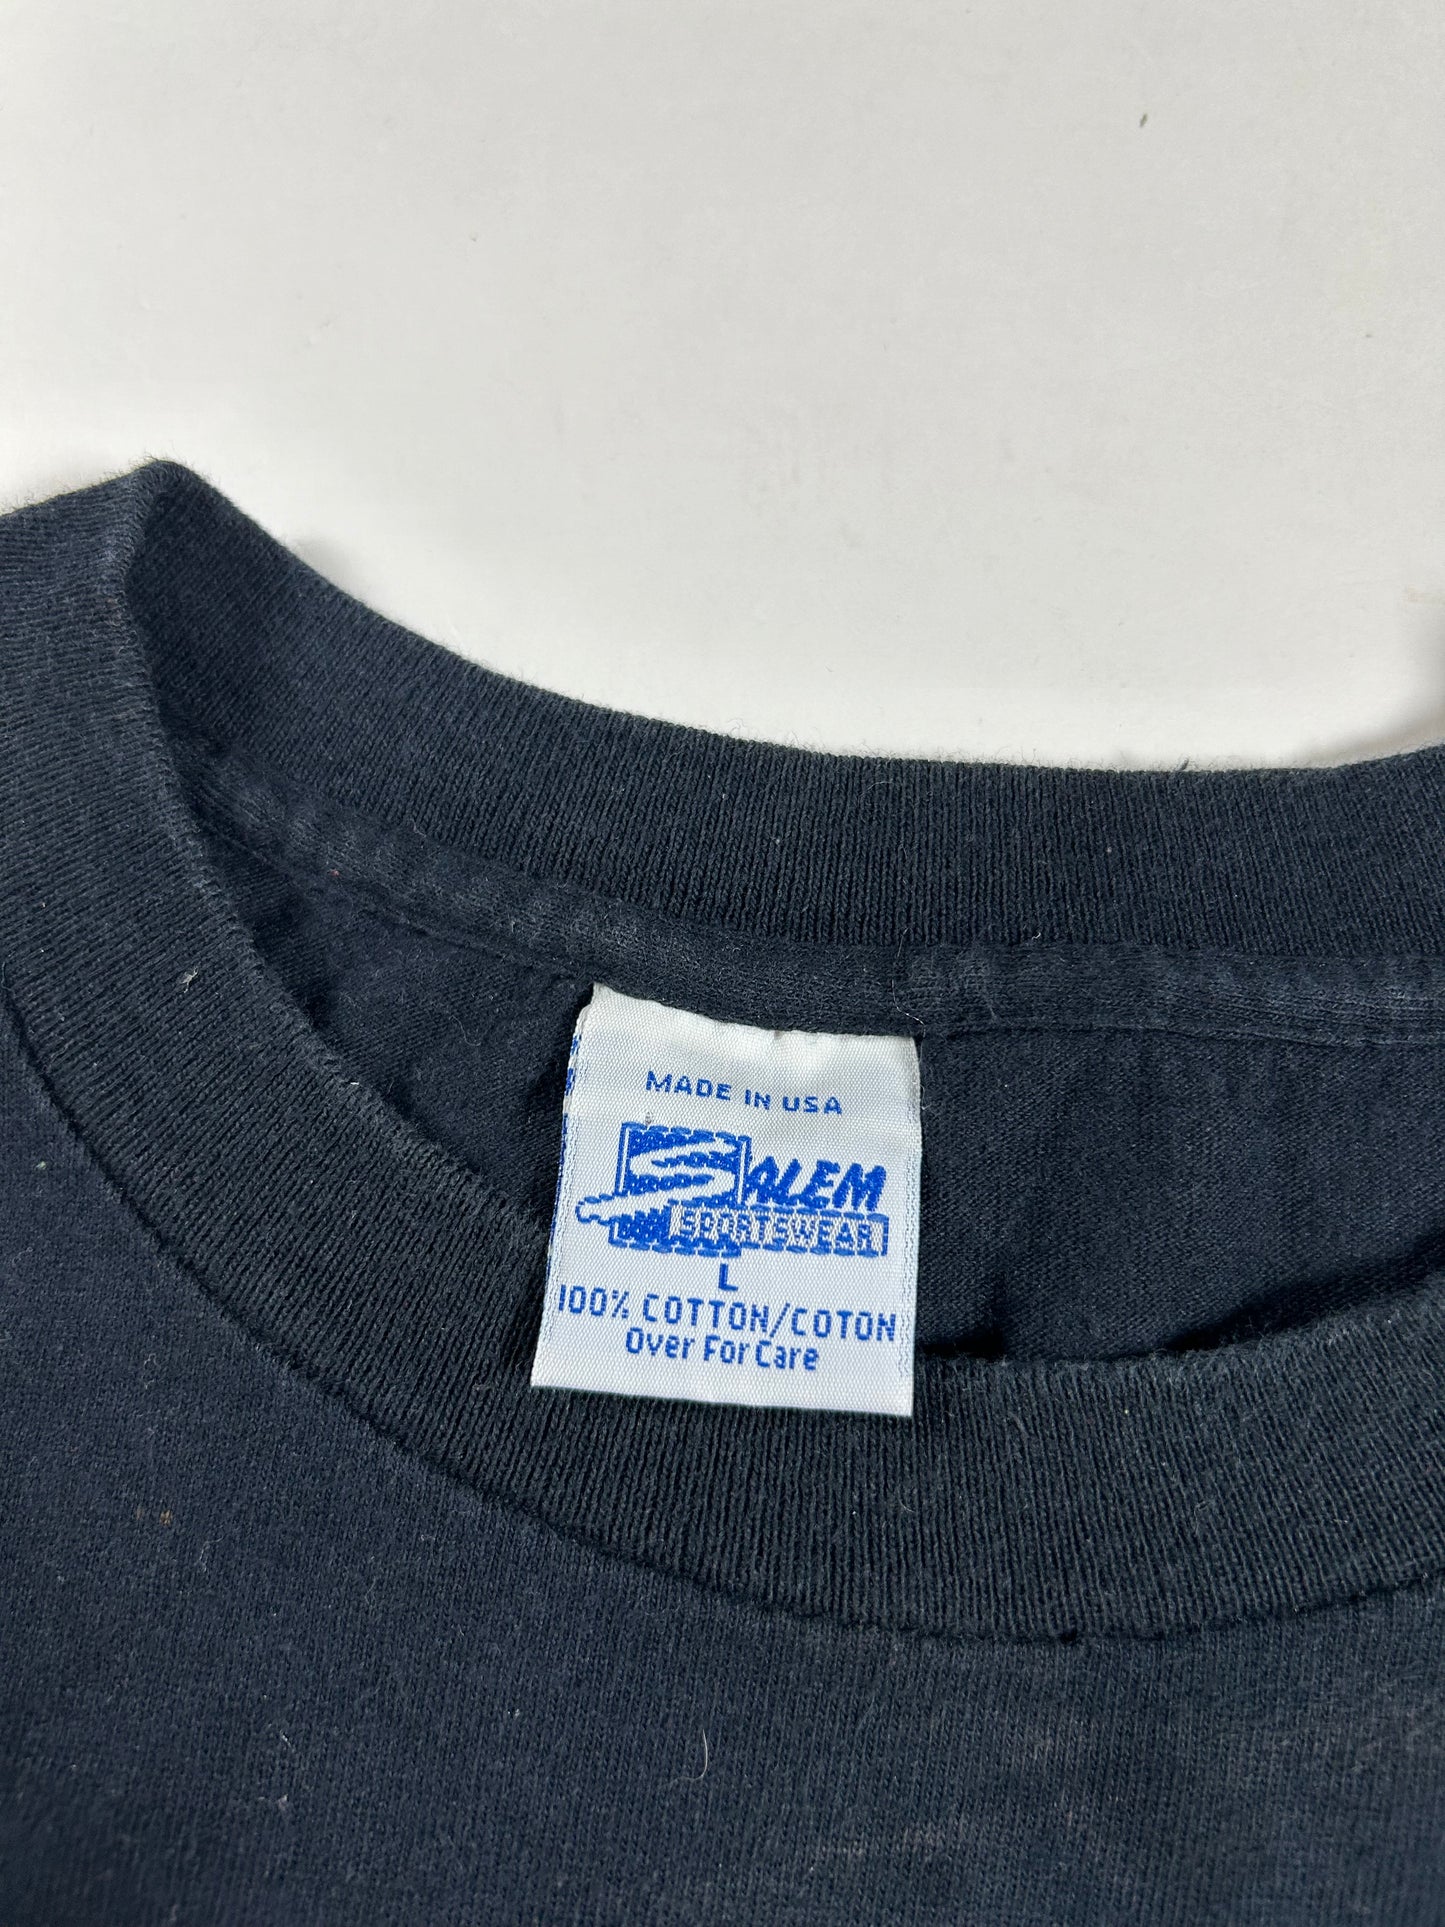 MADE IN USA
SALEM
SPORTSWEAR
L
100% COTTON/COTON
Over For Care